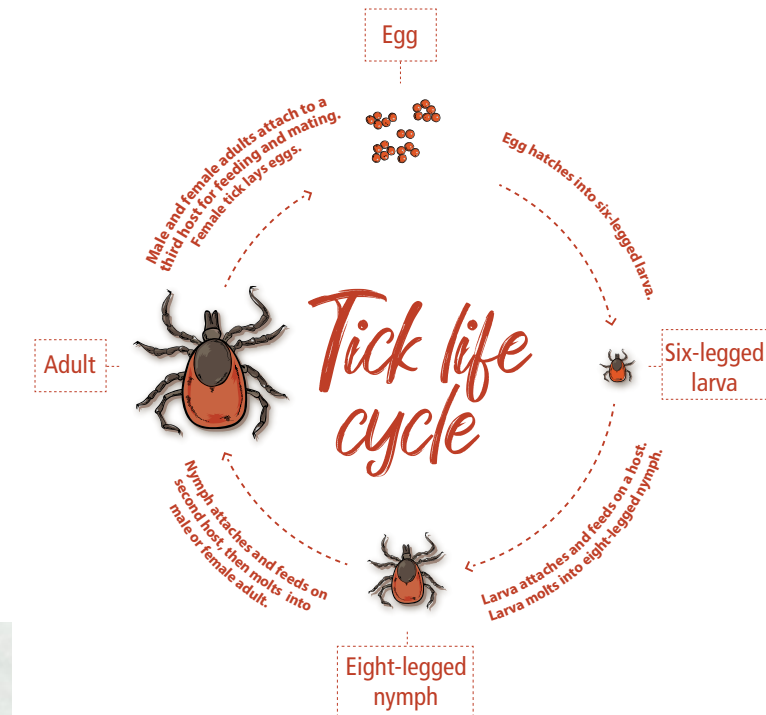 Egg
Egg hatches into six-legged larva.
Six-legged
larva
Larva attaches and feeds on a host.
Larva molts into eight-legged nymph.
Eight-legged
nymph
Nymph attaches and feeds on
second host, then molts into
male or female adult.
Adult
Male and female adults attach to a
third host for feeding and mating.
Female tick lays eggs.
Tick life
cycle